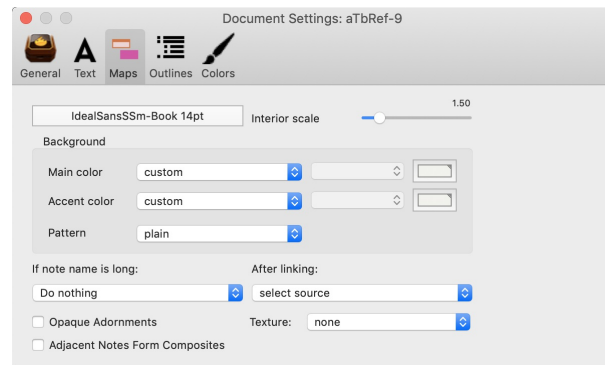 Document Settings: aTbRef-9
General Text Maps Outlines Colors
IdealSansSSm-Book 14pt Interior scale 1.50
Background
Main color custom
Accent color custom
Pattern plain
If note name is long: After linking:
Do nothing select source
Opaque Adornments Texture: none
Adjacent Notes Form Composites